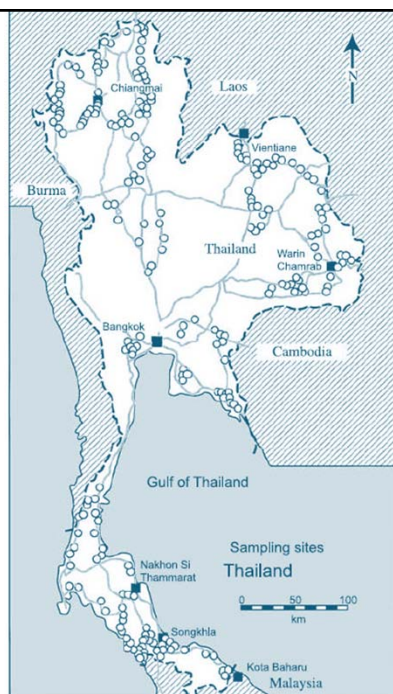 N
Chiangmai
Laos
Vientiane
Burma
Thailand
Warin
Chamrab
Bangkok
Cambodia
Gulf of Thailand
Sampling sites
Thailand
0 50 100
km
Nakhon Si
Thammarat
Songkhla
Kota Baharu
Malaysia